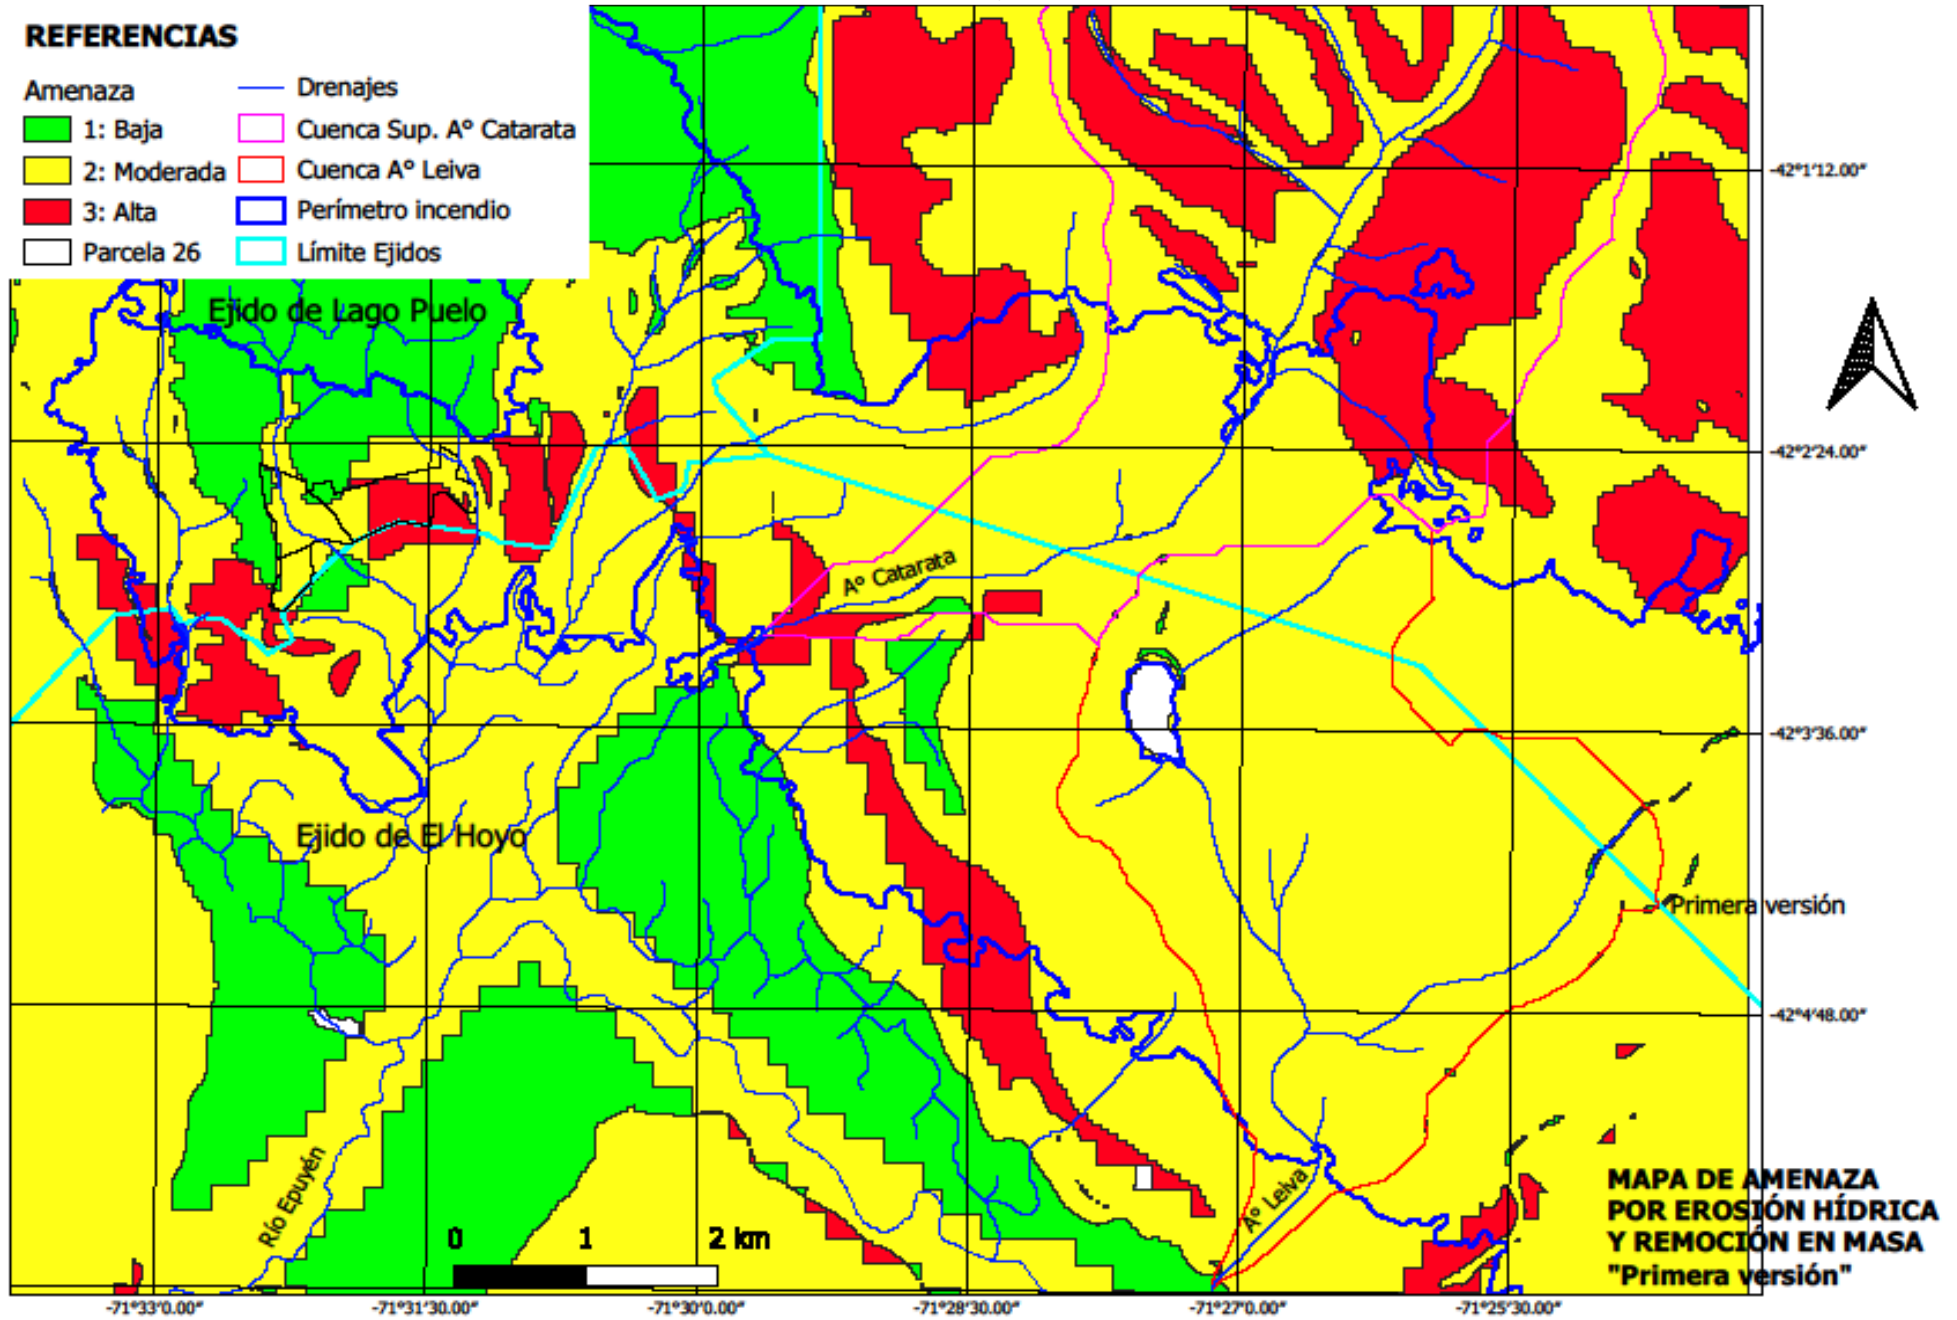 REFERENCIAS
Amenaza
1: Baja
2: Moderada
3: Alta
Parcela 26
Drenajes
Cuenca Sup. Aº Catarata
Cuenca Aº Leiva
Perímetro incendio
Límite Ejidos
Ejido de Lago Puelo
Aº Catarata
Ejido de El Hoyo
Primera versión
Río Epuyén
Aº Leiva
0 1 2 km
-42°1'12.00"
-42°2'24.00"
-42°3'36.00"
-42°4'48.00"
MAPA DE AMENAZA
POR EROSIÓN HÍDRICA
Y REMOCIÓN EN MASA
"Primera versión"
-71°33'0.00"
-71°31'30.00"
-71°30'0.00"
-71°28'30.00"
-71°27'0.00"
-71°25'30.00"